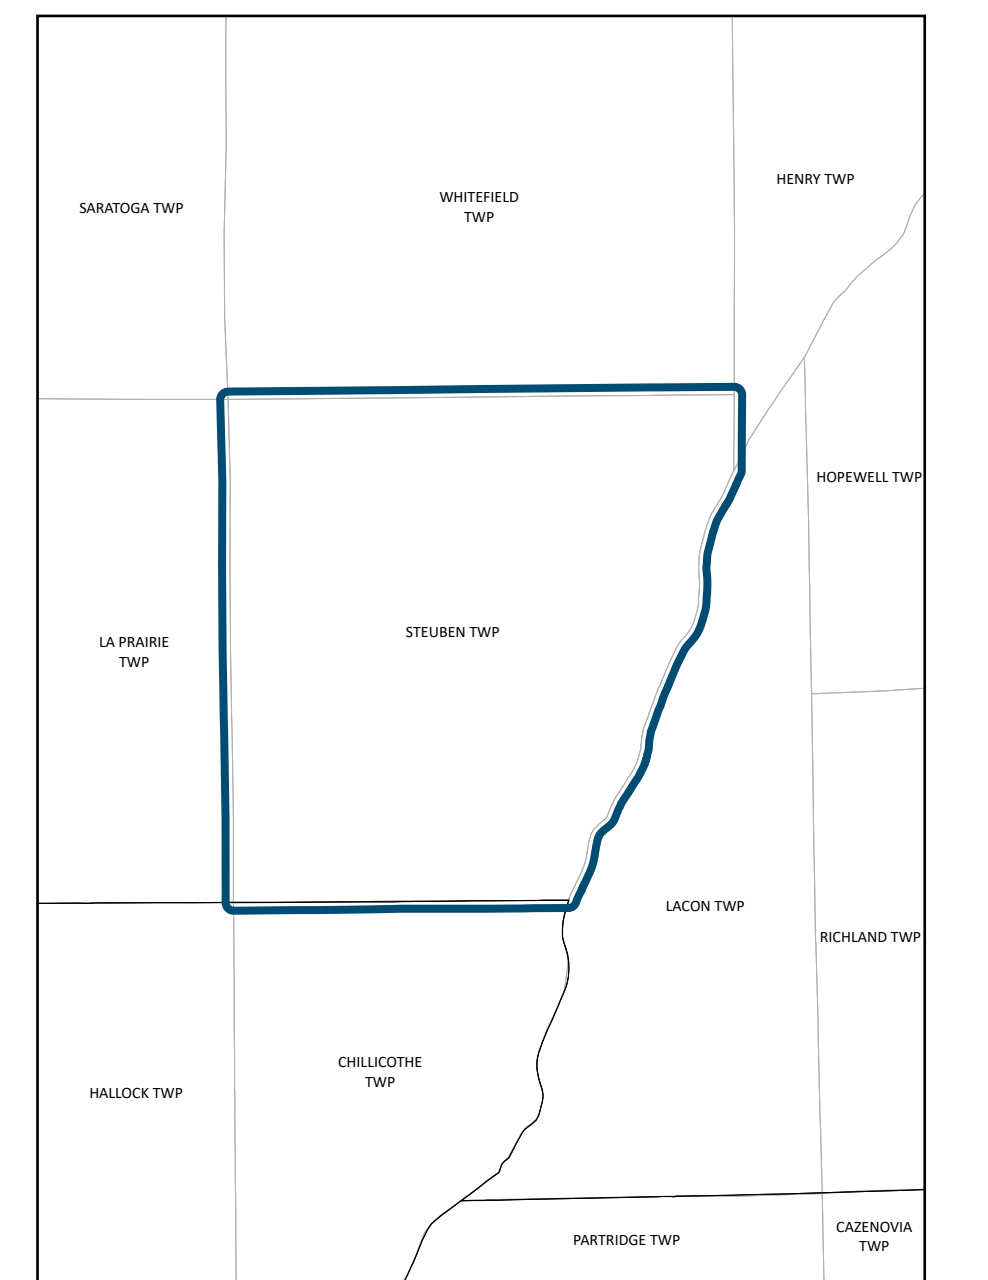 HENRY TWP
WHITEFIELD
TWP
SARATOGA TWP
HOPEWELL TWP
STEUBEN TWP
LA PRAIRIE
TWP
LACON TWP
RICHLAND TWP
CHILLICOTHE
TWP
HALLOCK TWP
CAZENOVIA
TWP
PARTRIDGE TWP